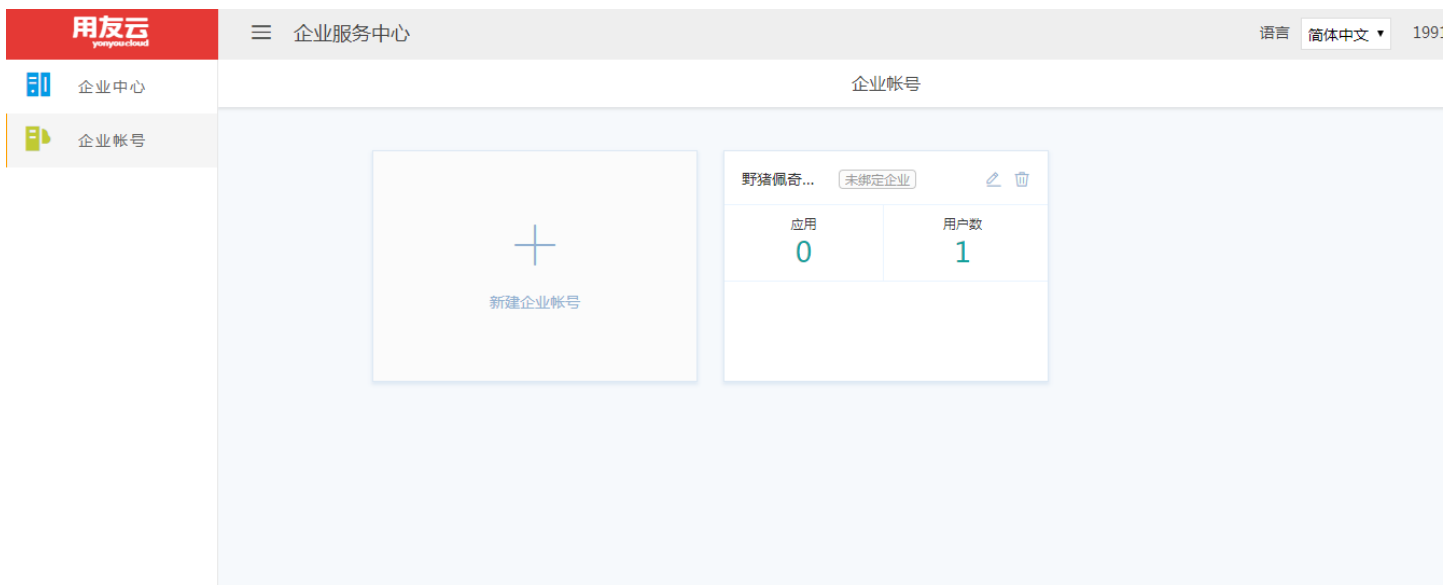 用友云
yonyoucloud
企业服务中心
语言 简体中文 1991
企业中心
企业帐号
企业帐号
野猪佩奇... 未绑定企业
应用 用户数
0 1
新建企业帐号